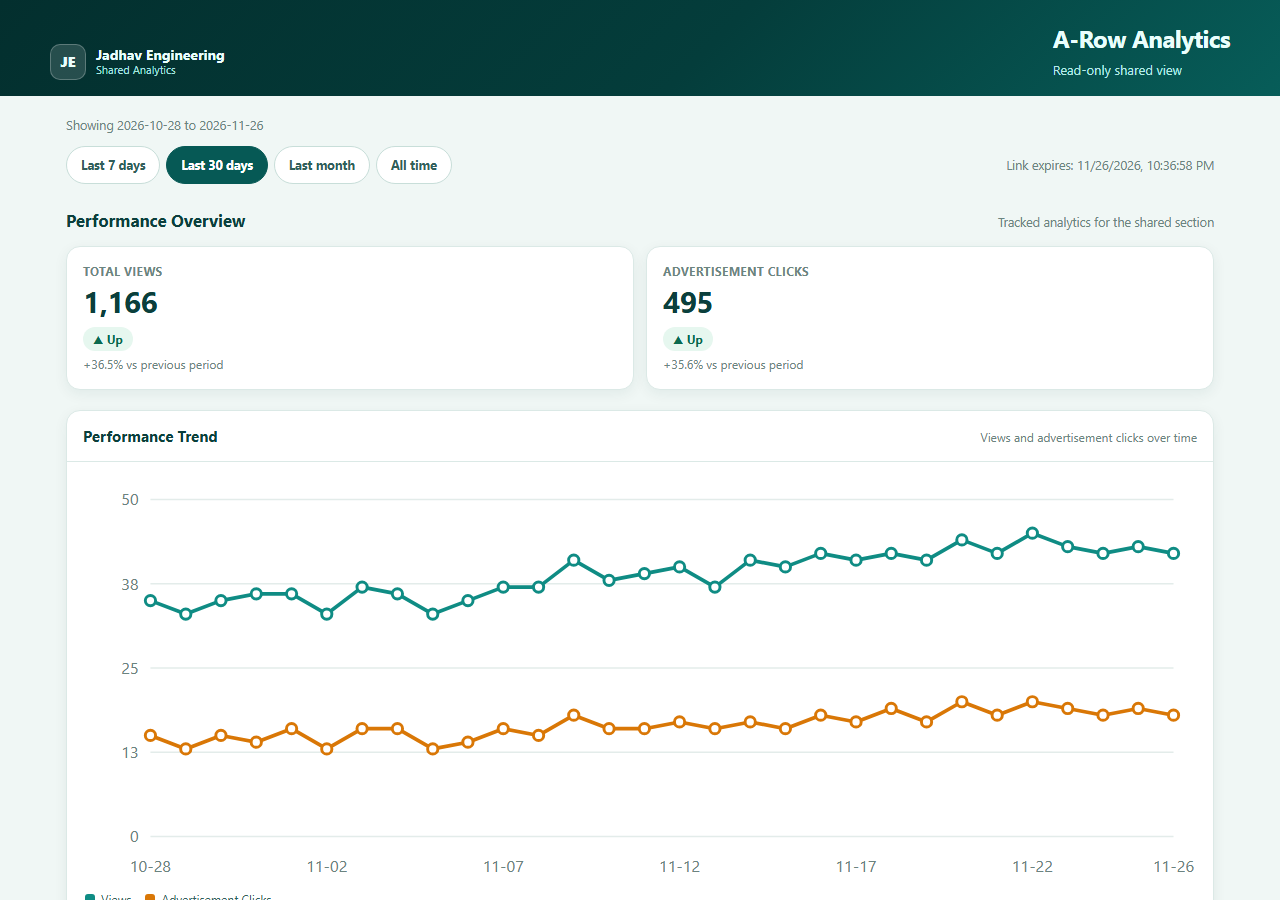 JE
Jadhav Engineering
Shared Analytics
A-Row Analytics
Read-only shared view
Showing 2026-10-28 to 2026-11-26
Last 7 days
Last 30 days
Last month
All time
Link expires: 11/26/2026, 10:36:58 PM
Performance Overview
Tracked analytics for the shared section
TOTAL VIEWS
1,166
▲ Up
+36.5% vs previous period
ADVERTISEMENT CLICKS
495
▲ Up
+35.6% vs previous period
Performance Trend
Views and advertisement clicks over time
50
38
25
13
0
10-28
11-02
11-07
11-12
11-17
11-22
11-26
Views
Advertisement Clicks